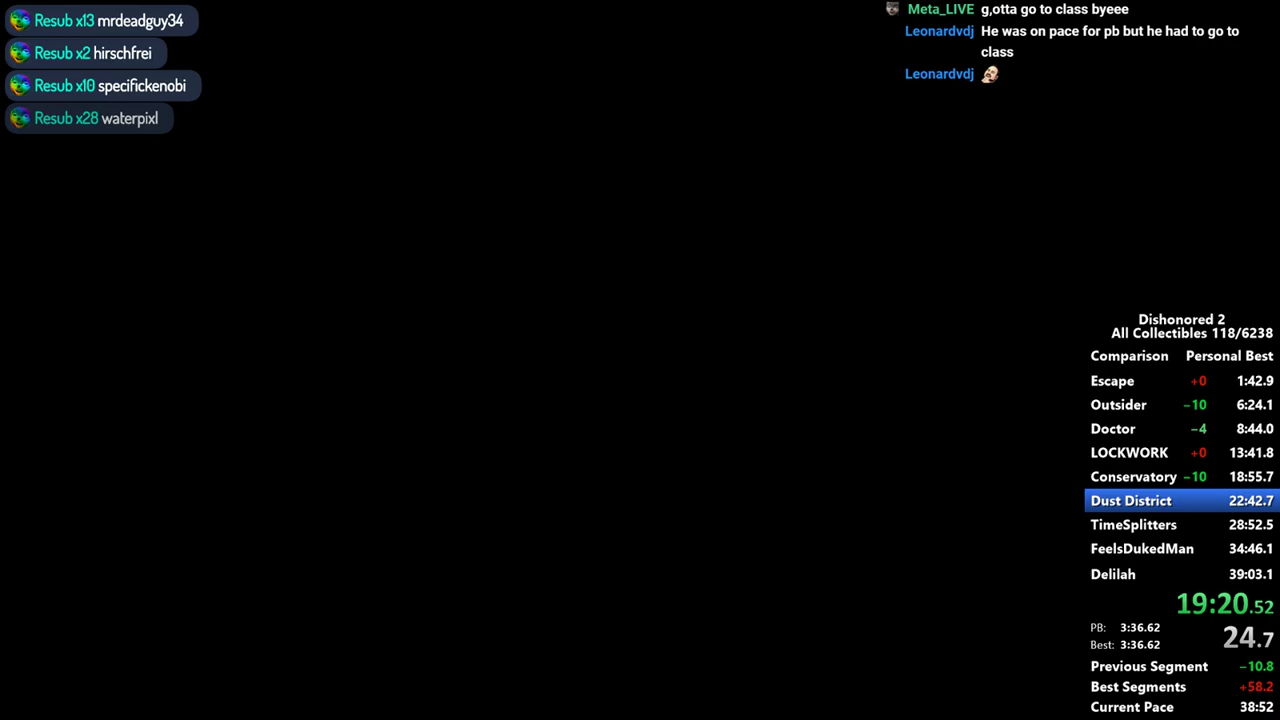 Resub x13 mrdeadguy34
Resub x2 hirschfrei
Resub x10 specifickenobi
Resub x28 waterpixl
Meta_LIVE g,otta go to class byeee
Leonardvdj He was on pace for pb but he had to go to
class
Leonardvdj
Dishonored 2
All Collectibles 118/6238
Comparison Personal Best
Escape +0 1:42.9
Outsider −10 6:24.1
Doctor −4 8:44.0
LOCKWORK +0 13:41.8
Conservatory −10 18:55.7
Dust District 22:42.7
TimeSplitters 28:52.5
FeelsDukedMan 34:46.1
Delilah 39:03.1
19:20.52
PB: 3:36.62
Best: 3:36.62
24.7
Previous Segment −10.8
Best Segments +58.2
Current Pace 38:52